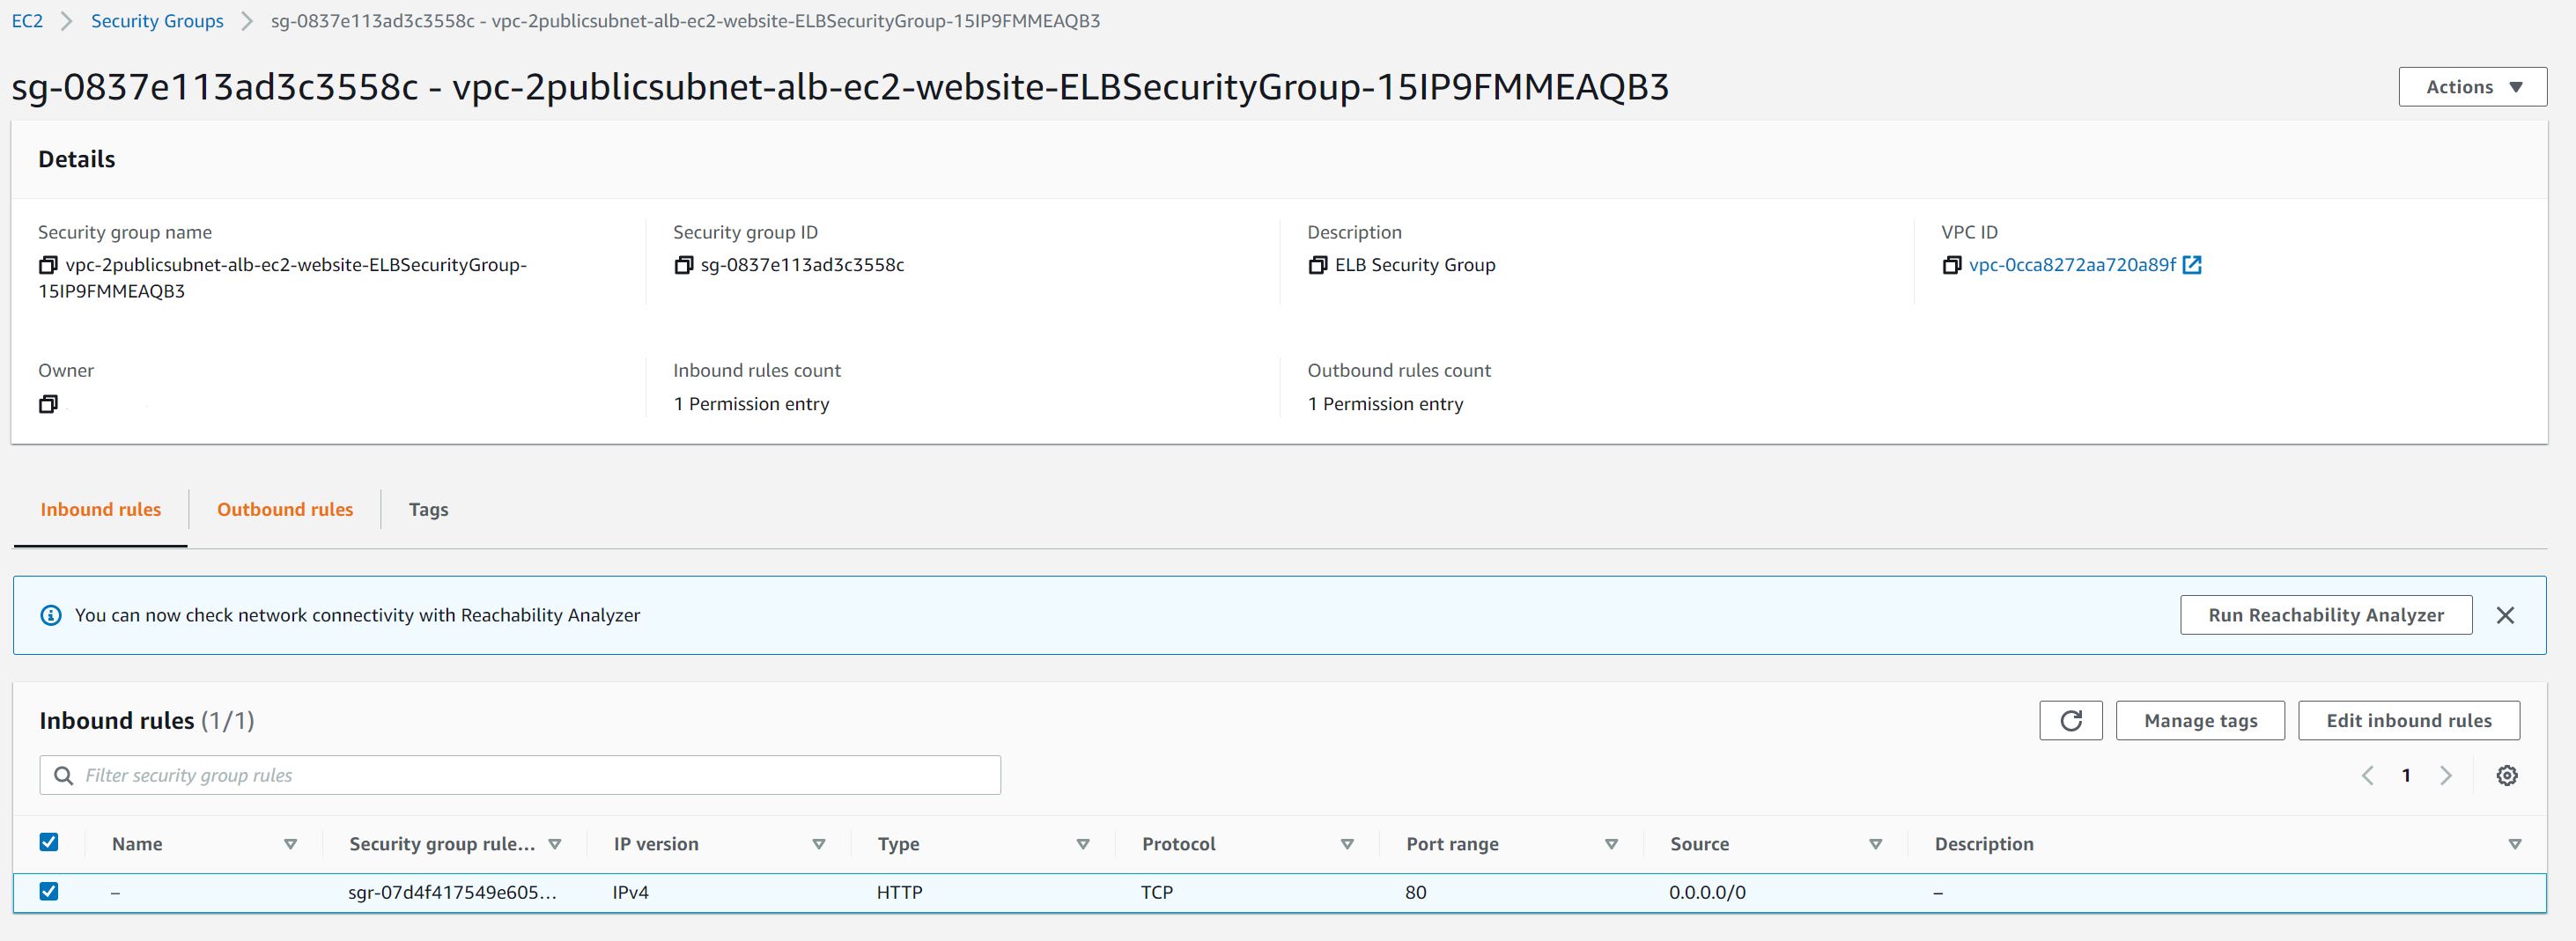 EC2 > Security Groups > sg-0837e113ad3c3558c - vpc-2publicsubnet-alb-ec2-website-ELBSecurityGroup-15IP9FMMEAQB3
sg-0837e113ad3c3558c - vpc-2publicsubnet-alb-ec2-website-ELBSecurityGroup-15IP9FMMEAQB3
Actions
Details
Security group name
vpc-2publicsubnet-alb-ec2-website-ELBSecurityGroup-
15IP9FMMEAQB3
Security group ID
sg-0837e113ad3c3558c
Description
ELB Security Group
VPC ID
vpc-0cca8272aa720a89f
Owner
Inbound rules count
1 Permission entry
Outbound rules count
1 Permission entry
Inbound rules Outbound rules Tags
You can now check network connectivity with Reachability Analyzer
Run Reachability Analyzer
Inbound rules (1/1)
Manage tags Edit inbound rules
Filter security group rules
1
Name Security group rule... IP version Type Protocol Port range Source Description
– sgr-07d4f417549e605... IPv4 HTTP TCP 80 0.0.0.0/0 –